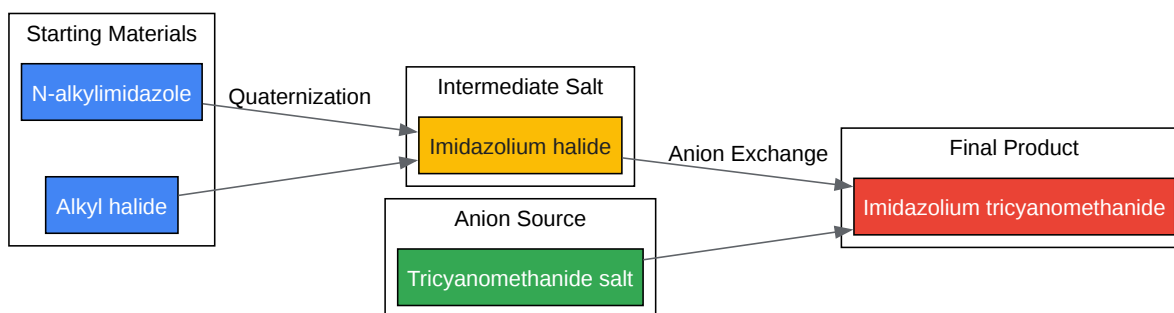 Starting Materials
N-alkylimidazole
Alkyl halide
Quaternization
Intermediate Salt
Imidazolium halide
Anion Source
Tricyanomethanide salt
Anion Exchange
Final Product
Imidazolium tricyanomethanide